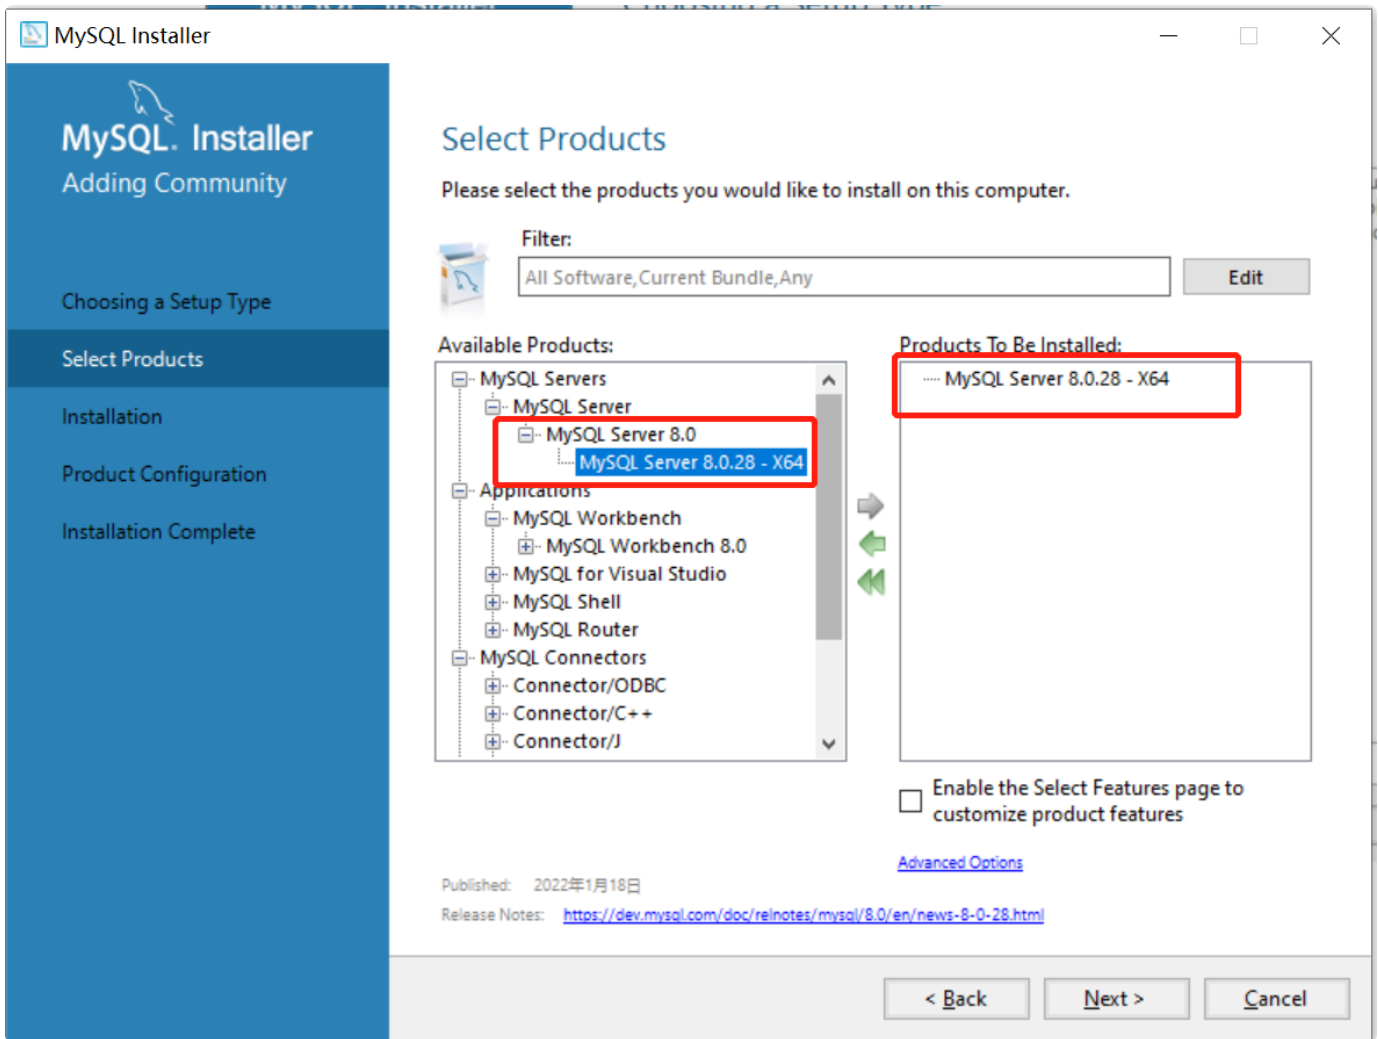 MySQL Installer
MySQL. Installer
Adding Community
Choosing a Setup Type
Select Products
Installation
Product Configuration
Installation Complete
Select Products
Please select the products you would like to install on this computer.
Filter:
All Software,Current Bundle,Any
Edit
Available Products:
MySQL Servers
MySQL Server
MySQL Server 8.0
MySQL Server 8.0.28 - X64
Applications
MySQL Workbench
MySQL Workbench 8.0
MySQL for Visual Studio
MySQL Shell
MySQL Router
MySQL Connectors
Connector/ODBC
Connector/C++
Connector/J
Products To Be Installed:
MySQL Server 8.0.28 - X64
Enable the Select Features page to
customize product features
Advanced Options
Published: 2022年1月18日
Release Notes: https://dev.mysql.com/doc/relnotes/mysql/8.0/en/news-8-0-28.html
< Back
Next >
Cancel